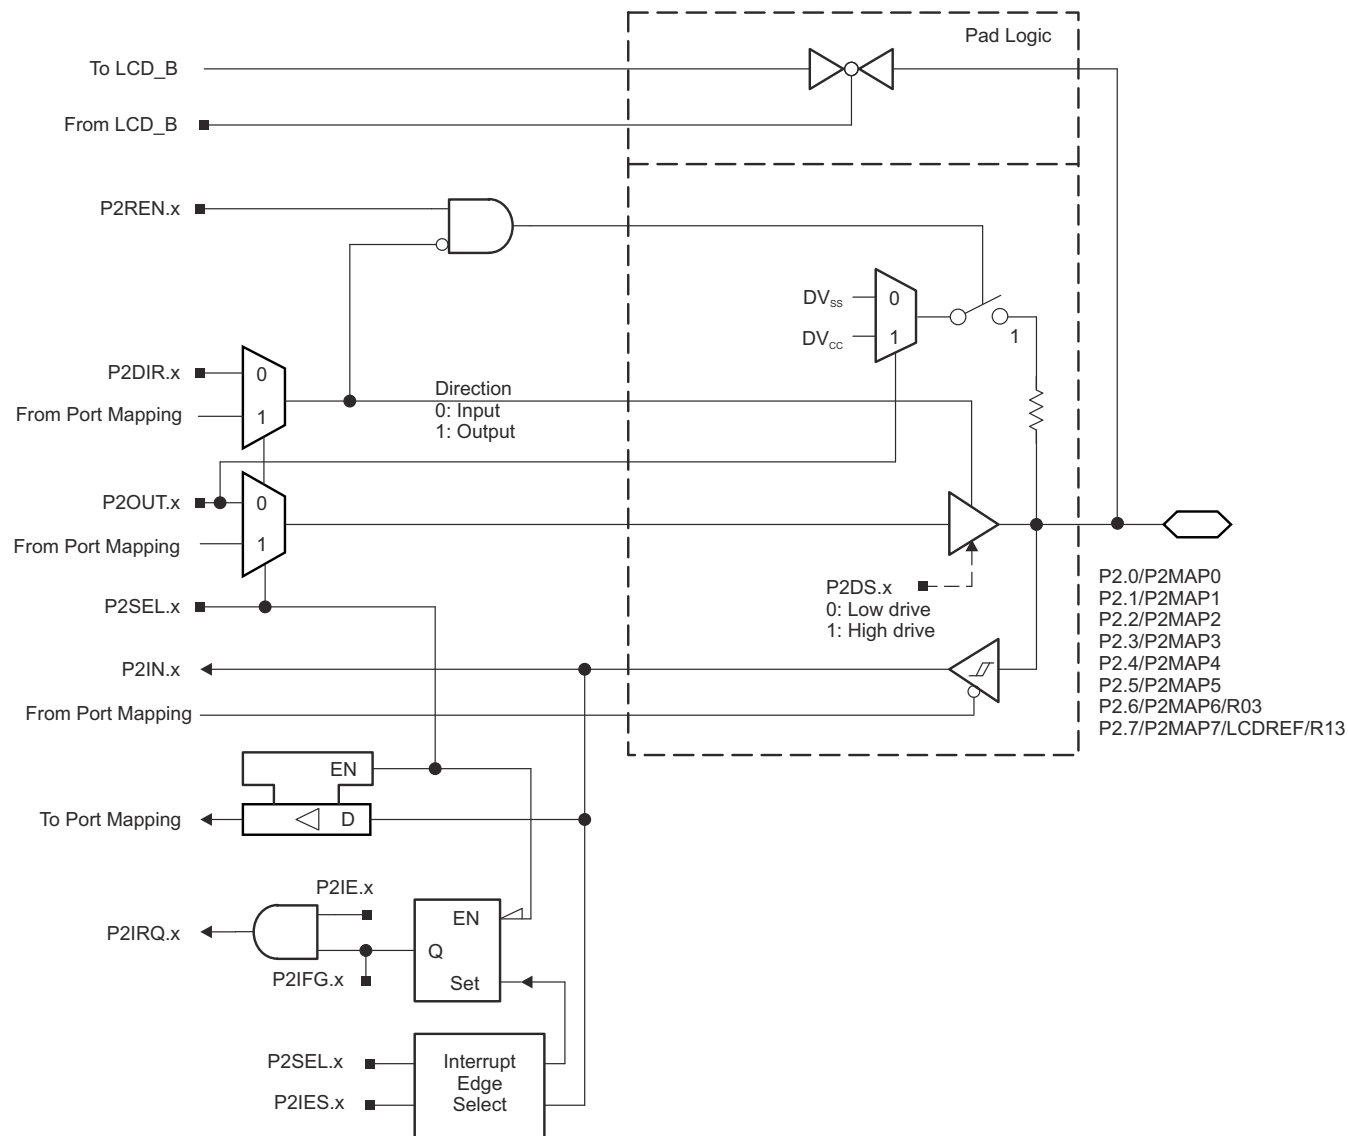 Pad Logic
To LCD_B
From LCD_B
P2REN.x
DVSS
0
DVCC
1
1
P2DIR.x
0
From Port Mapping
1
Direction
0: Input
1: Output
P2OUT.x
0
From Port Mapping
1
P2DS.x
0: Low drive
1: High drive
P2SEL.x
P2.0/P2MAP0
P2.1/P2MAP1
P2.2/P2MAP2
P2.3/P2MAP3
P2.4/P2MAP4
P2.5/P2MAP5
P2.6/P2MAP6/R03
P2.7/P2MAP7/LCDREF/R13
P2IN.x
From Port Mapping
EN
To Port Mapping
D
P2IE.x
P2IRQ.x
EN
Q
P2IFG.x
Set
P2SEL.x
P2IES.x
Interrupt
Edge
Select